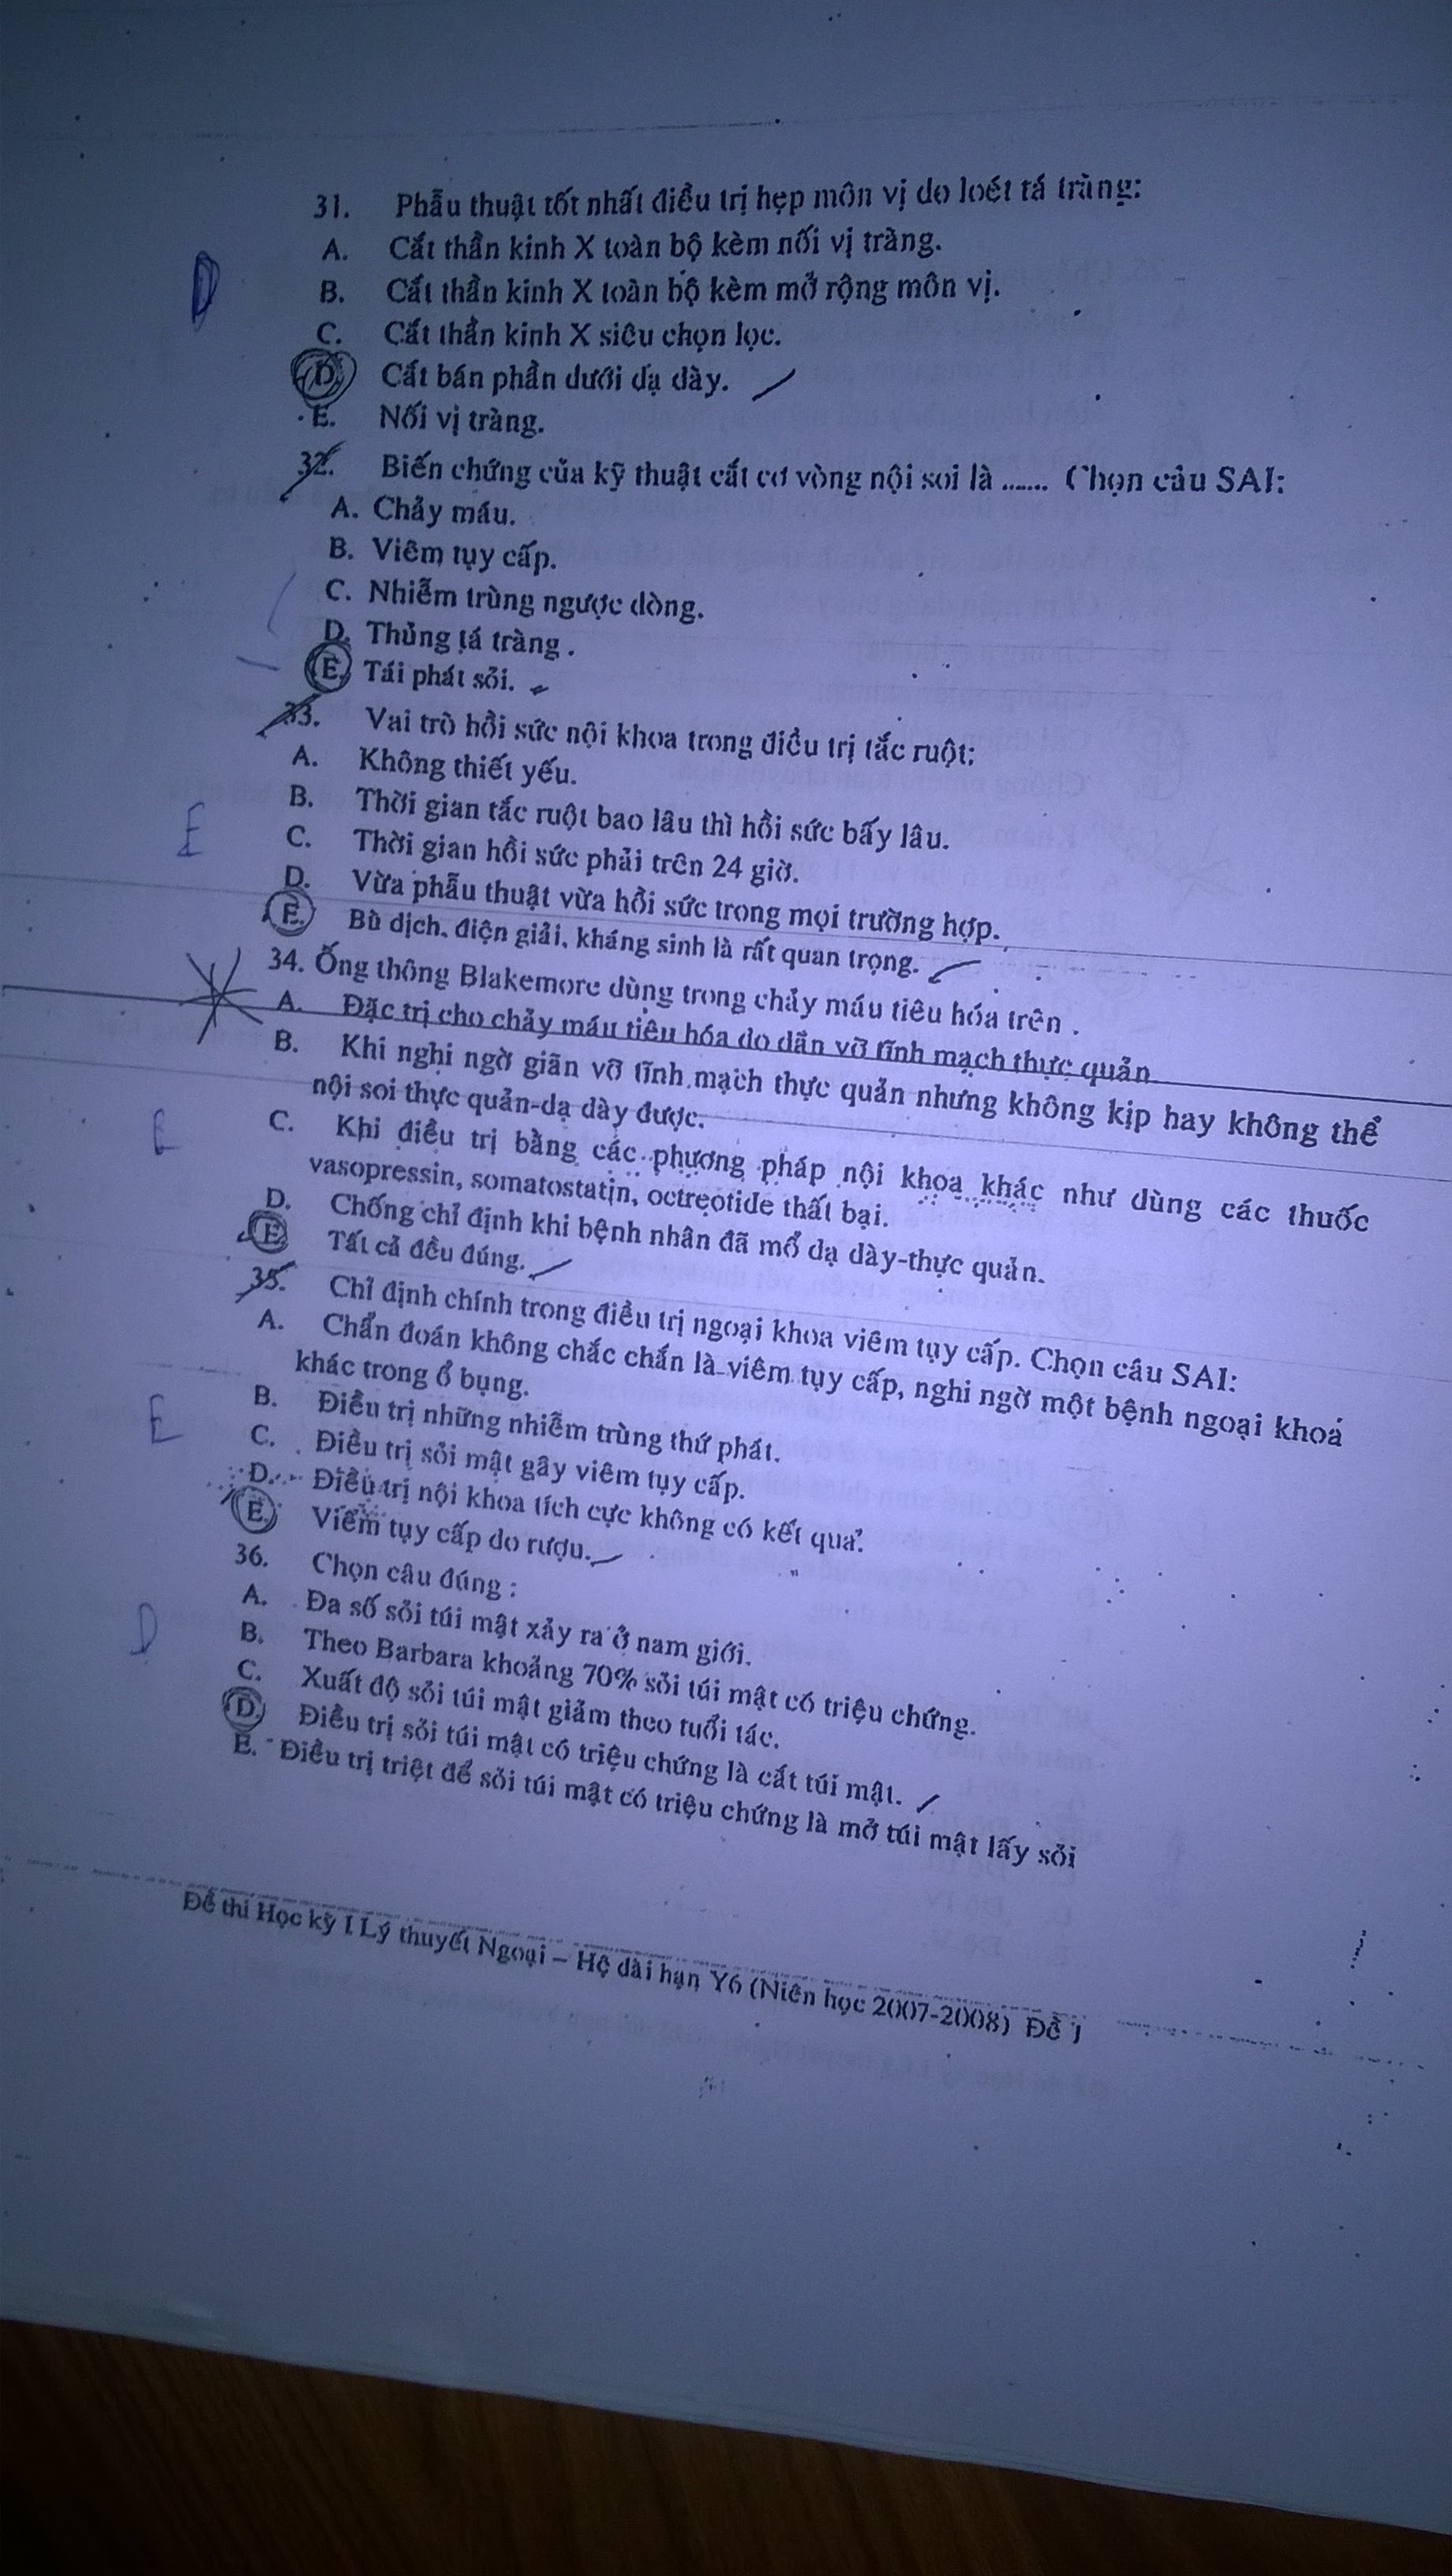 31. Phẫu thuật tốt nhất điều trị hẹp môn vị do loét tá tràng:
A. Cắt thần kinh X toàn bộ kèm nối vị tràng.
D
B. Cắt thần kinh X toàn bộ kèm mở rộng môn vị.
C. Cắt thần kinh X siêu chọn lọc.
D. Cắt bán phần dưới dạ dày.
E. Nối vị tràng.
32. Biến chứng của kỹ thuật cắt cơ vòng nội soi là ....... Chọn câu SAI:
A. Chảy máu.
B. Viêm tụy cấp.
C. Nhiễm trùng ngược dòng.
D. Thủng tá tràng .
E. Tái phát sỏi.
33. Vai trò hồi sức nội khoa trong điều trị tắc ruột:
A. Không thiết yếu.
B. Thời gian tắc ruột bao lâu thì hồi sức bấy lâu.
E
C. Thời gian hồi sức phải trên 24 giờ.
D. Vừa phẫu thuật vừa hồi sức trong mọi trường hợp.
E. Bù dịch, điện giải, kháng sinh là rất quan trọng.
34. Ống thông Blakemore dùng trong chảy máu tiêu hóa trên .
A. Đặc trị cho chảy máu tiêu hóa do dẫn vỡ tĩnh mạch thực quản
B. Khi nghi ngờ giãn vỡ tĩnh mạch thực quản nhưng không kịp hay không thể
nội soi thực quản-dạ dày được.
E
C. Khi điều trị bằng các phương pháp nội khoa khác như dùng các thuốc
vasopressin, somatostatin, octreotide thất bại.
D. Chống chỉ định khi bệnh nhân đã mổ dạ dày-thực quản.
E. Tất cả đều đúng.
35. Chỉ định chính trong điều trị ngoại khoa viêm tụy cấp. Chọn câu SAI:
A. Chẩn đoán không chắc chắn là viêm tụy cấp, nghi ngờ một bệnh ngoại khoa
khác trong ổ bụng.
E
B. Điều trị những nhiễm trùng thứ phát.
C. Điều trị sỏi mật gây viêm tụy cấp.
D. Điều trị nội khoa tích cực không có kết quả.
E. Viêm tụy cấp do rượu.
36. Chọn câu đúng :
A. Đa số sỏi túi mật xảy ra ở nam giới.
D
B. Theo Barbara khoảng 70% sỏi túi mật có triệu chứng.
C. Xuất độ sỏi túi mật giảm theo tuổi tác.
D. Điều trị sỏi túi mật có triệu chứng là cắt túi mật.
E. Điều trị triệt để sỏi túi mật có triệu chứng là mở túi mật lấy sỏi
Đề thi Học kỳ I Lý thuyết Ngoại – Hệ dài hạn Y6 (Niên học 2007-2008) Đề 1